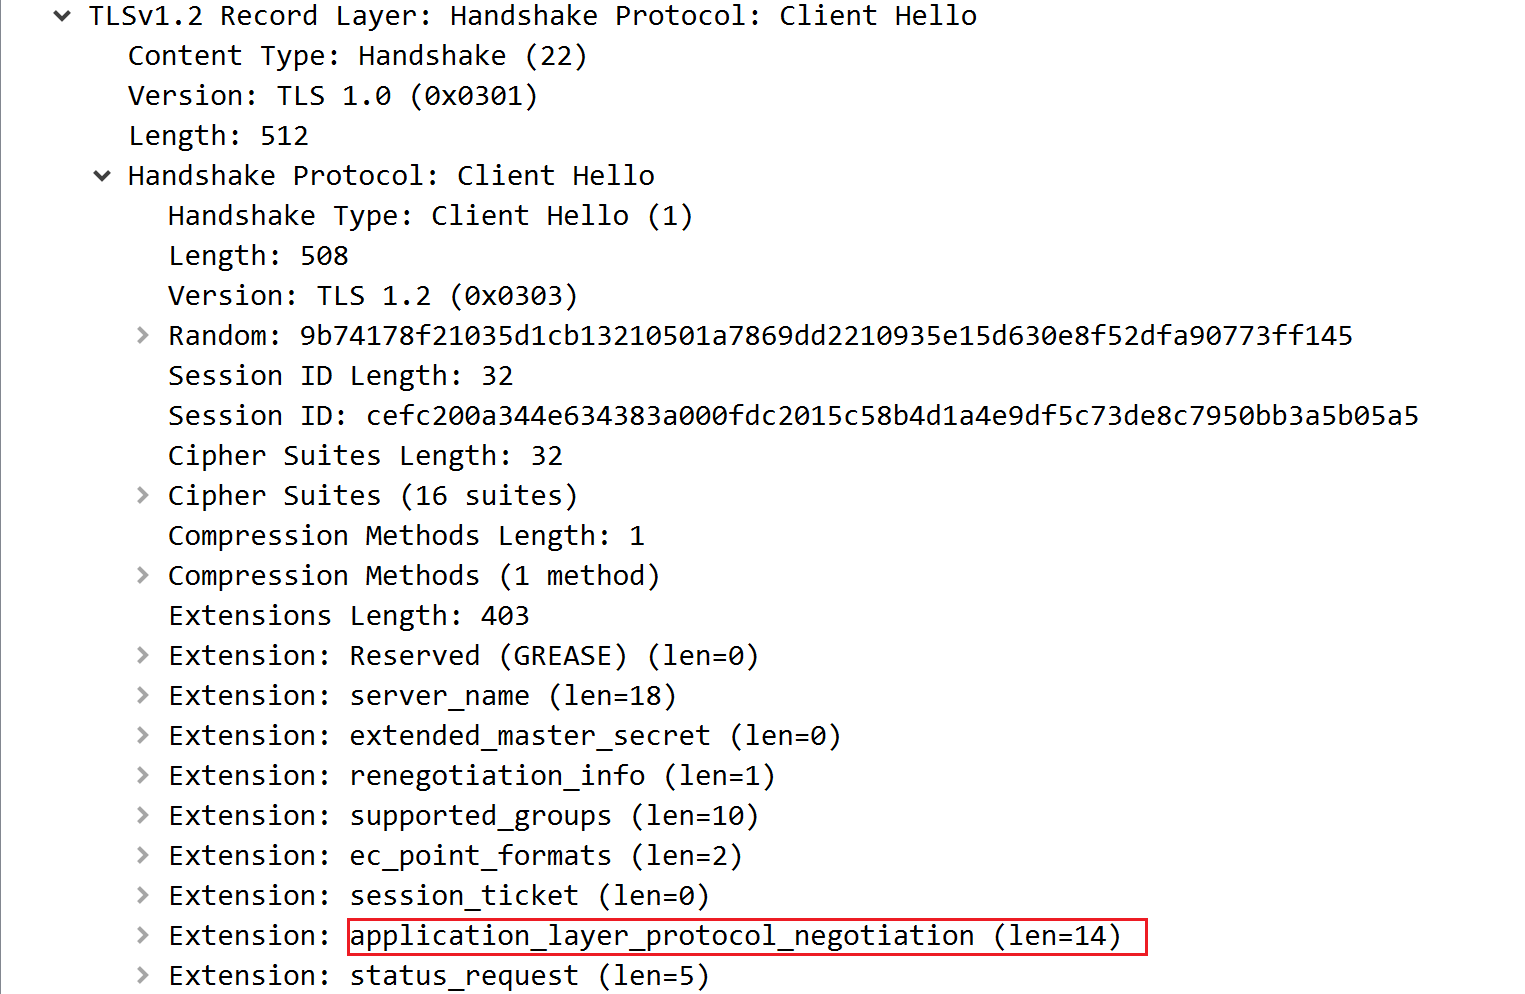 TLSv1.2 Record Layer: Handshake Protocol: Client Hello
Content Type: Handshake (22)
Version: TLS 1.0 (0x0301)
Length: 512
Handshake Protocol: Client Hello
Handshake Type: Client Hello (1)
Length: 508
Version: TLS 1.2 (0x0303)
Random: 9b74178f21035d1cb13210501a7869dd2210935e15d630e8f52dfa90773ff145
Session ID Length: 32
Session ID: cefc200a344e634383a000fdc2015c58b4d1a4e9df5c73de8c7950bb3a5b05a5
Cipher Suites Length: 32
Cipher Suites (16 suites)
Compression Methods Length: 1
Compression Methods (1 method)
Extensions Length: 403
Extension: Reserved (GREASE) (len=0)
Extension: server_name (len=18)
Extension: extended_master_secret (len=0)
Extension: renegotiation_info (len=1)
Extension: supported_groups (len=10)
Extension: ec_point_formats (len=2)
Extension: session_ticket (len=0)
Extension: application_layer_protocol_negotiation (len=14)
Extension: status_request (len=5)